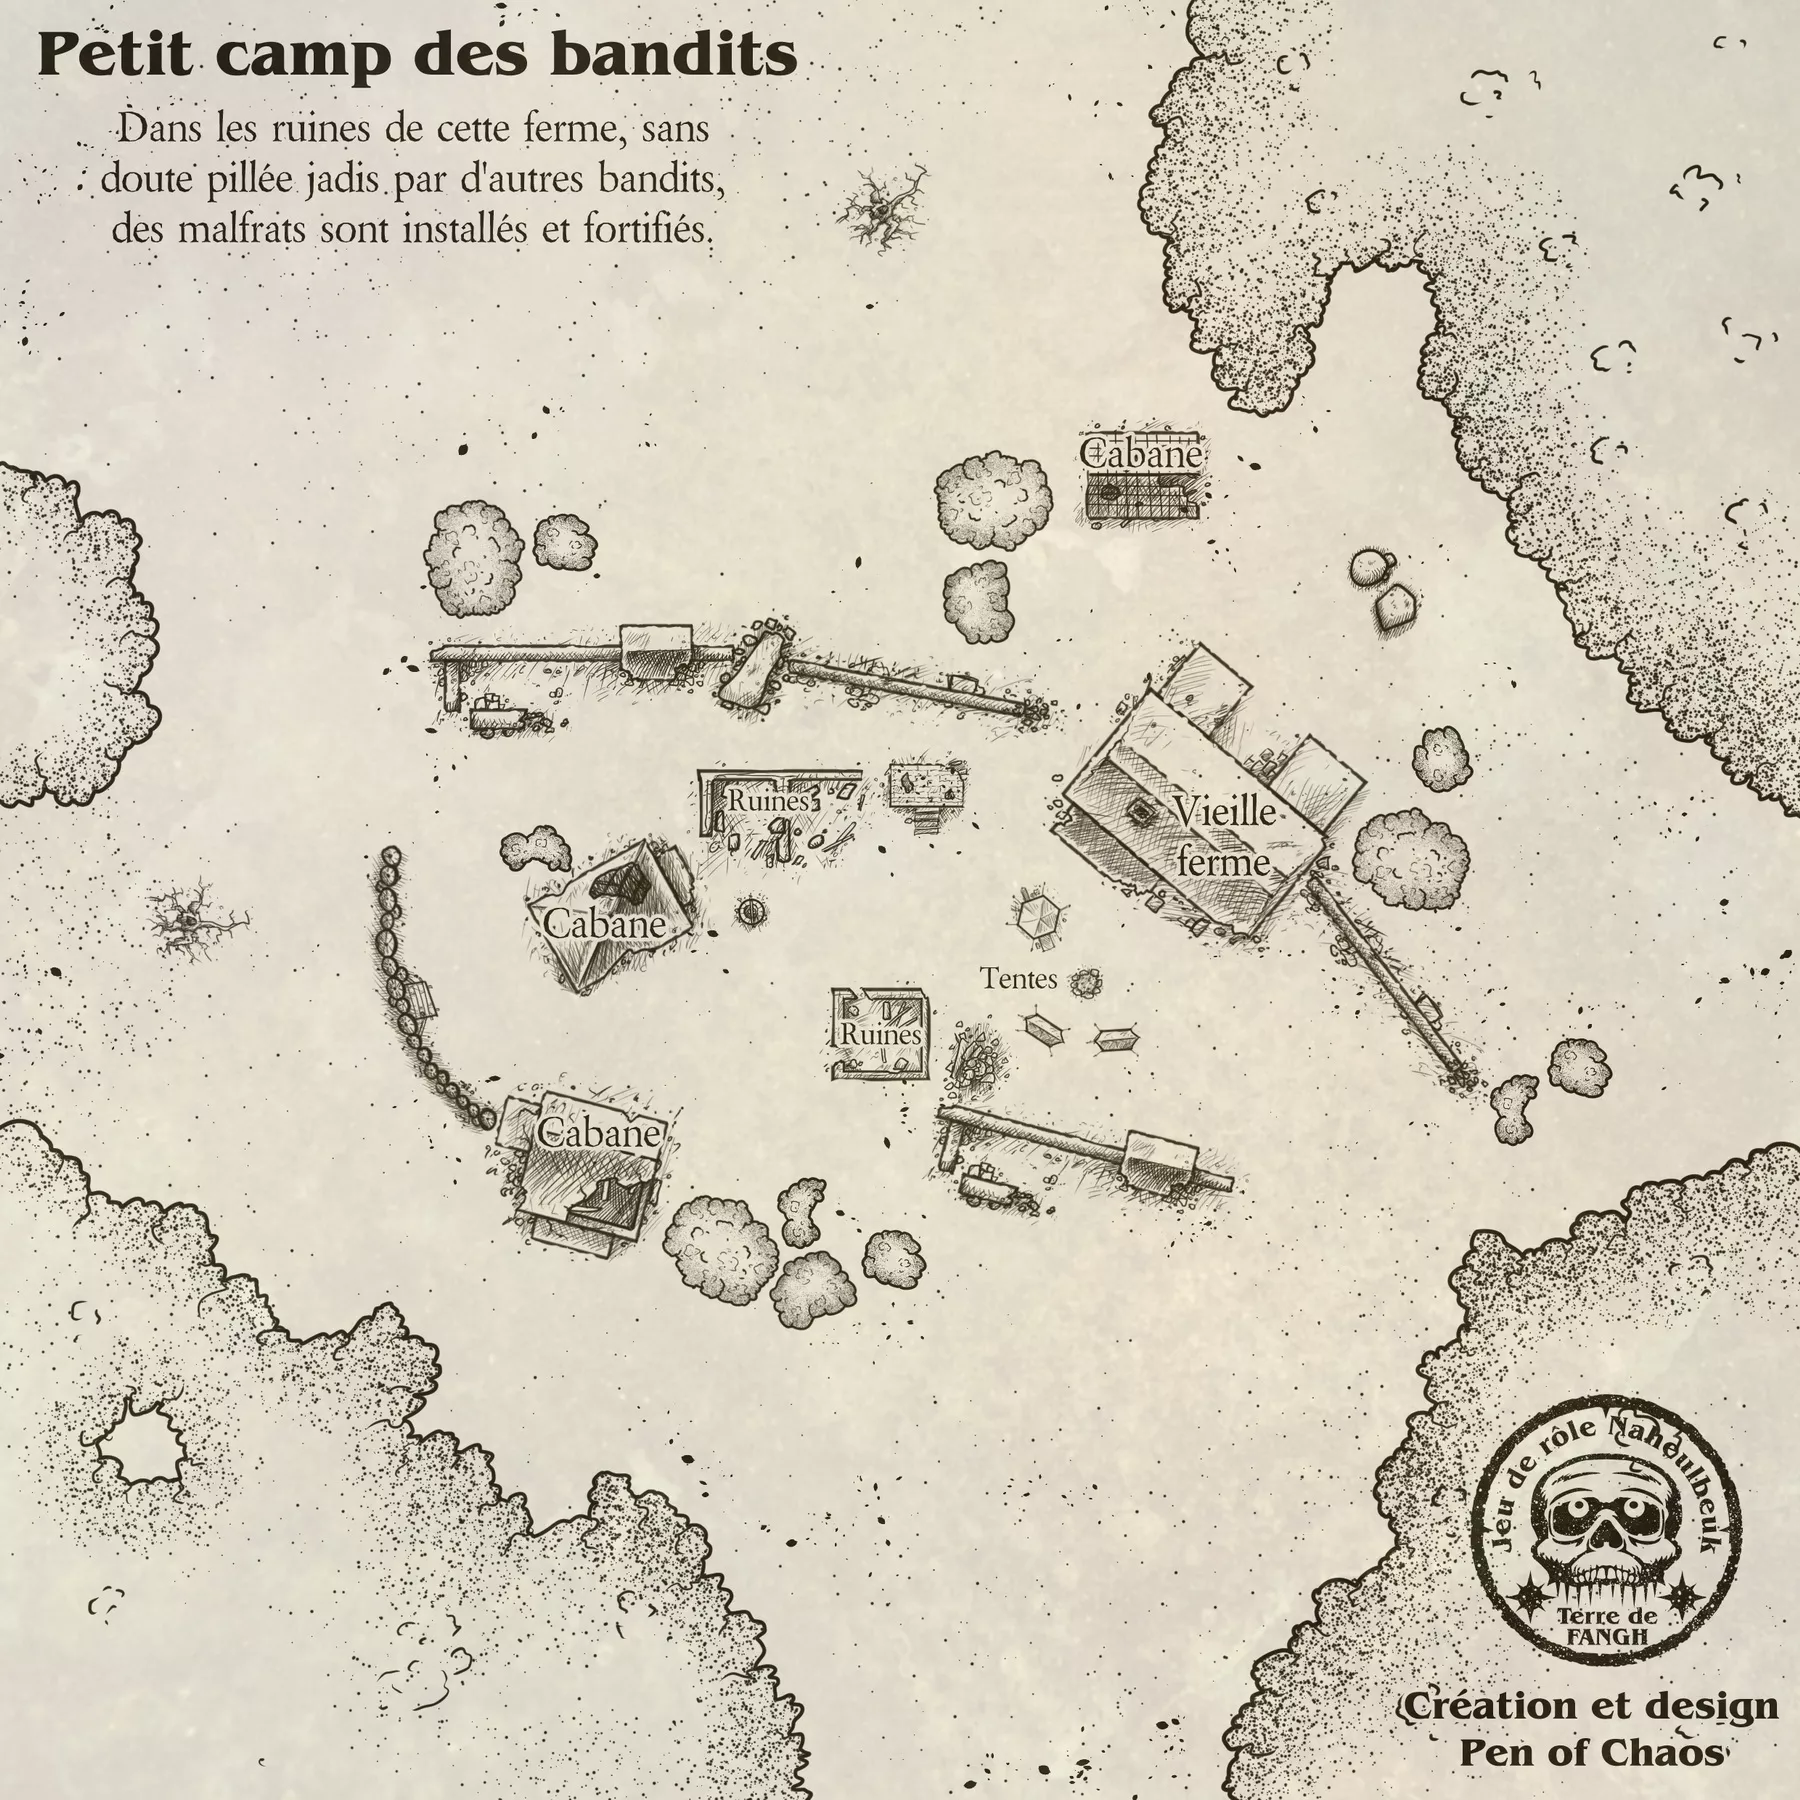 Petit camp des bandits
Dans les ruines de cette ferme, sans
doute pillée jadis par d'autres bandits,
des malfrats sont installés et fortifiés.
Cabane
Ruines
Vieille
ferme
Cabane
Tentes
Ruines
Cabane
Jeu de rôle Naheulbeuk
Terre de
FANGH
Création et design
Pen of Chaos